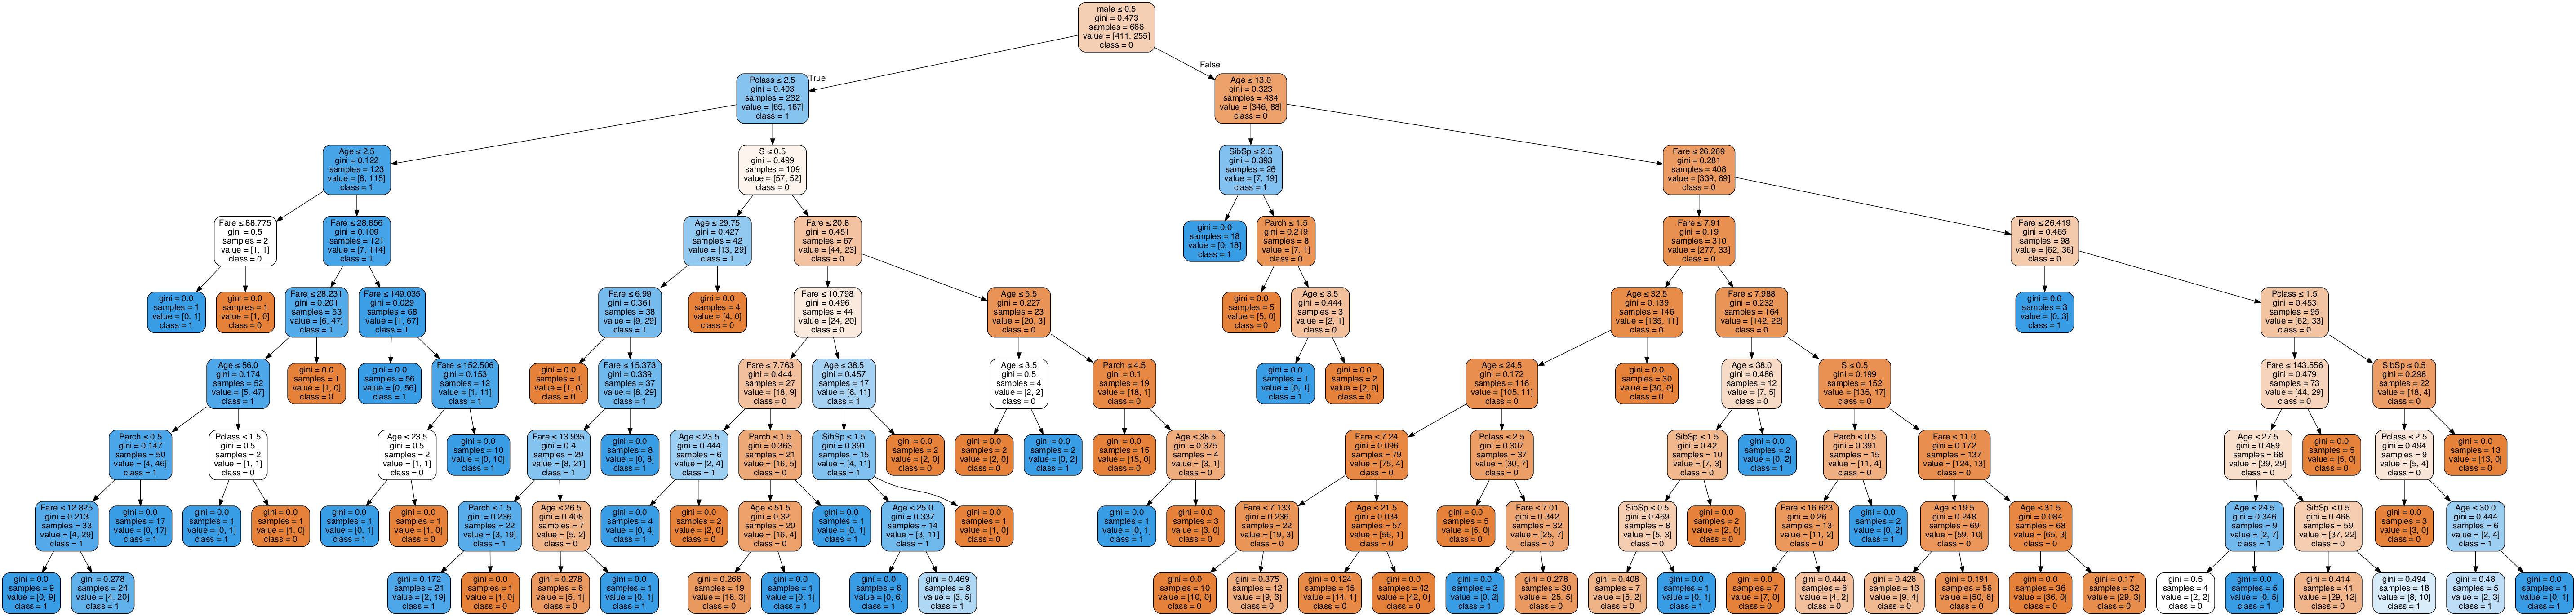 male ≤ 0.5
gini = 0.473
samples = 666
value = [411, 255]
class = 0
True
False
Pclass ≤ 2.5
gini = 0.403
samples = 232
value = [65, 167]
class = 1
Age ≤ 13.0
gini = 0.323
samples = 434
value = [346, 88]
class = 0
Age ≤ 2.5
gini = 0.122
samples = 123
value = [8, 115]
class = 1
S ≤ 0.5
gini = 0.499
samples = 109
value = [57, 52]
class = 0
SibSp ≤ 2.5
gini = 0.393
samples = 26
value = [7, 19]
class = 1
Fare ≤ 26.269
gini = 0.281
samples = 408
value = [339, 69]
class = 0
Fare ≤ 88.775
gini = 0.5
samples = 2
value = [1, 1]
class = 0
Fare ≤ 28.856
gini = 0.109
samples = 121
value = [7, 114]
class = 1
Age ≤ 29.75
gini = 0.427
samples = 42
value = [13, 29]
class = 1
Fare ≤ 20.8
gini = 0.451
samples = 67
value = [44, 23]
class = 0
gini = 0.0
samples = 18
value = [0, 18]
class = 1
Parch ≤ 1.5
gini = 0.219
samples = 8
value = [7, 1]
class = 0
Fare ≤ 7.91
gini = 0.19
samples = 310
value = [277, 33]
class = 0
Fare ≤ 26.419
gini = 0.465
samples = 98
value = [62, 36]
class = 0
gini = 0.0
samples = 1
value = [0, 1]
class = 1
gini = 0.0
samples = 1
value = [1, 0]
class = 0
Fare ≤ 28.231
gini = 0.201
samples = 53
value = [6, 47]
class = 1
Fare ≤ 149.035
gini = 0.029
samples = 68
value = [1, 67]
class = 1
Fare ≤ 6.99
gini = 0.361
samples = 38
value = [9, 29]
class = 1
gini = 0.0
samples = 4
value = [4, 0]
class = 0
Fare ≤ 10.798
gini = 0.496
samples = 44
value = [24, 20]
class = 0
Age ≤ 5.5
gini = 0.227
samples = 23
value = [20, 3]
class = 0
gini = 0.0
samples = 5
value = [5, 0]
class = 0
Age ≤ 3.5
gini = 0.444
samples = 3
value = [2, 1]
class = 0
Age ≤ 32.5
gini = 0.139
samples = 146
value = [135, 11]
class = 0
Fare ≤ 7.988
gini = 0.232
samples = 164
value = [142, 22]
class = 0
gini = 0.0
samples = 3
value = [0, 3]
class = 1
Pclass ≤ 1.5
gini = 0.453
samples = 95
value = [62, 33]
class = 0
Age ≤ 56.0
gini = 0.174
samples = 52
value = [5, 47]
class = 1
gini = 0.0
samples = 1
value = [1, 0]
class = 0
gini = 0.0
samples = 56
value = [0, 56]
class = 1
Fare ≤ 152.506
gini = 0.153
samples = 12
value = [1, 11]
class = 1
gini = 0.0
samples = 1
value = [1, 0]
class = 0
Fare ≤ 15.373
gini = 0.339
samples = 37
value = [8, 29]
class = 1
Fare ≤ 7.763
gini = 0.444
samples = 27
value = [18, 9]
class = 0
Age ≤ 38.5
gini = 0.457
samples = 17
value = [6, 11]
class = 1
Age ≤ 3.5
gini = 0.5
samples = 4
value = [2, 2]
class = 0
Parch ≤ 4.5
gini = 0.1
samples = 19
value = [18, 1]
class = 0
gini = 0.0
samples = 1
value = [0, 1]
class = 1
gini = 0.0
samples = 2
value = [2, 0]
class = 0
Age ≤ 24.5
gini = 0.172
samples = 116
value = [105, 11]
class = 0
gini = 0.0
samples = 30
value = [30, 0]
class = 0
Age ≤ 38.0
gini = 0.486
samples = 12
value = [7, 5]
class = 0
S ≤ 0.5
gini = 0.199
samples = 152
value = [135, 17]
class = 0
Fare ≤ 143.556
gini = 0.479
samples = 73
value = [44, 29]
class = 0
SibSp ≤ 0.5
gini = 0.298
samples = 22
value = [18, 4]
class = 0
Parch ≤ 0.5
gini = 0.147
samples = 50
value = [4, 46]
class = 1
Pclass ≤ 1.5
gini = 0.5
samples = 2
value = [1, 1]
class = 0
Age ≤ 23.5
gini = 0.5
samples = 2
value = [1, 1]
class = 0
gini = 0.0
samples = 10
value = [0, 10]
class = 1
Fare ≤ 13.935
gini = 0.4
samples = 29
value = [8, 21]
class = 1
gini = 0.0
samples = 8
value = [0, 8]
class = 1
Age ≤ 23.5
gini = 0.444
samples = 6
value = [2, 4]
class = 1
Parch ≤ 1.5
gini = 0.363
samples = 21
value = [16, 5]
class = 0
SibSp ≤ 1.5
gini = 0.391
samples = 15
value = [4, 11]
class = 1
gini = 0.0
samples = 2
value = [2, 0]
class = 0
gini = 0.0
samples = 2
value = [2, 0]
class = 0
gini = 0.0
samples = 2
value = [0, 2]
class = 1
gini = 0.0
samples = 15
value = [15, 0]
class = 0
Age ≤ 38.5
gini = 0.375
samples = 4
value = [3, 1]
class = 0
Fare ≤ 7.24
gini = 0.096
samples = 79
value = [75, 4]
class = 0
Pclass ≤ 2.5
gini = 0.307
samples = 37
value = [30, 7]
class = 0
SibSp ≤ 1.5
gini = 0.42
samples = 10
value = [7, 3]
class = 0
gini = 0.0
samples = 2
value = [0, 2]
class = 1
Parch ≤ 0.5
gini = 0.391
samples = 15
value = [11, 4]
class = 0
Fare ≤ 11.0
gini = 0.172
samples = 137
value = [124, 13]
class = 0
Age ≤ 27.5
gini = 0.489
samples = 68
value = [39, 29]
class = 0
gini = 0.0
samples = 5
value = [5, 0]
class = 0
Pclass ≤ 2.5
gini = 0.494
samples = 9
value = [5, 4]
class = 0
gini = 0.0
samples = 13
value = [13, 0]
class = 0
Fare ≤ 12.825
gini = 0.213
samples = 33
value = [4, 29]
class = 1
gini = 0.0
samples = 17
value = [0, 17]
class = 1
gini = 0.0
samples = 1
value = [0, 1]
class = 1
gini = 0.0
samples = 1
value = [1, 0]
class = 0
gini = 0.0
samples = 1
value = [0, 1]
class = 1
gini = 0.0
samples = 1
value = [1, 0]
class = 0
Parch ≤ 1.5
gini = 0.236
samples = 22
value = [3, 19]
class = 1
Age ≤ 26.5
gini = 0.408
samples = 7
value = [5, 2]
class = 0
gini = 0.0
samples = 4
value = [0, 4]
class = 1
gini = 0.0
samples = 2
value = [2, 0]
class = 0
Age ≤ 51.5
gini = 0.32
samples = 20
value = [16, 4]
class = 0
gini = 0.0
samples = 1
value = [0, 1]
class = 1
Age ≤ 25.0
gini = 0.337
samples = 14
value = [3, 11]
class = 1
gini = 0.0
samples = 1
value = [1, 0]
class = 0
gini = 0.0
samples = 1
value = [0, 1]
class = 1
gini = 0.0
samples = 3
value = [3, 0]
class = 0
Fare ≤ 7.133
gini = 0.236
samples = 22
value = [19, 3]
class = 0
Age ≤ 21.5
gini = 0.034
samples = 57
value = [56, 1]
class = 0
gini = 0.0
samples = 5
value = [5, 0]
class = 0
Fare ≤ 7.01
gini = 0.342
samples = 32
value = [25, 7]
class = 0
SibSp ≤ 0.5
gini = 0.469
samples = 8
value = [5, 3]
class = 0
gini = 0.0
samples = 2
value = [2, 0]
class = 0
Fare ≤ 16.623
gini = 0.26
samples = 13
value = [11, 2]
class = 0
gini = 0.0
samples = 2
value = [0, 2]
class = 1
Age ≤ 19.5
gini = 0.248
samples = 69
value = [59, 10]
class = 0
Age ≤ 31.5
gini = 0.084
samples = 68
value = [65, 3]
class = 0
Age ≤ 24.5
gini = 0.346
samples = 9
value = [2, 7]
class = 1
SibSp ≤ 0.5
gini = 0.468
samples = 59
value = [37, 22]
class = 0
gini = 0.0
samples = 3
value = [3, 0]
class = 0
Age ≤ 30.0
gini = 0.444
samples = 6
value = [2, 4]
class = 1
gini = 0.0
samples = 9
value = [0, 9]
class = 1
gini = 0.278
samples = 24
value = [4, 20]
class = 1
gini = 0.172
samples = 21
value = [2, 19]
class = 1
gini = 0.0
samples = 1
value = [1, 0]
class = 0
gini = 0.278
samples = 6
value = [5, 1]
class = 0
gini = 0.0
samples = 1
value = [0, 1]
class = 1
gini = 0.266
samples = 19
value = [16, 3]
class = 0
gini = 0.0
samples = 1
value = [0, 1]
class = 1
gini = 0.0
samples = 6
value = [0, 6]
class = 1
gini = 0.469
samples = 8
value = [3, 5]
class = 1
gini = 0.0
samples = 10
value = [10, 0]
class = 0
gini = 0.375
samples = 12
value = [9, 3]
class = 0
gini = 0.124
samples = 15
value = [14, 1]
class = 0
gini = 0.0
samples = 42
value = [42, 0]
class = 0
gini = 0.0
samples = 2
value = [0, 2]
class = 1
gini = 0.278
samples = 30
value = [25, 5]
class = 0
gini = 0.408
samples = 7
value = [5, 2]
class = 0
gini = 0.0
samples = 1
value = [0, 1]
class = 1
gini = 0.0
samples = 7
value = [7, 0]
class = 0
gini = 0.444
samples = 6
value = [4, 2]
class = 0
gini = 0.426
samples = 13
value = [9, 4]
class = 0
gini = 0.191
samples = 56
value = [50, 6]
class = 0
gini = 0.0
samples = 36
value = [36, 0]
class = 0
gini = 0.17
samples = 32
value = [29, 3]
class = 0
gini = 0.5
samples = 4
value = [2, 2]
class = 0
gini = 0.0
samples = 5
value = [0, 5]
class = 1
gini = 0.414
samples = 41
value = [29, 12]
class = 0
gini = 0.494
samples = 18
value = [8, 10]
class = 1
gini = 0.48
samples = 5
value = [2, 3]
class = 1
gini = 0.0
samples = 1
value = [0, 1]
class = 1